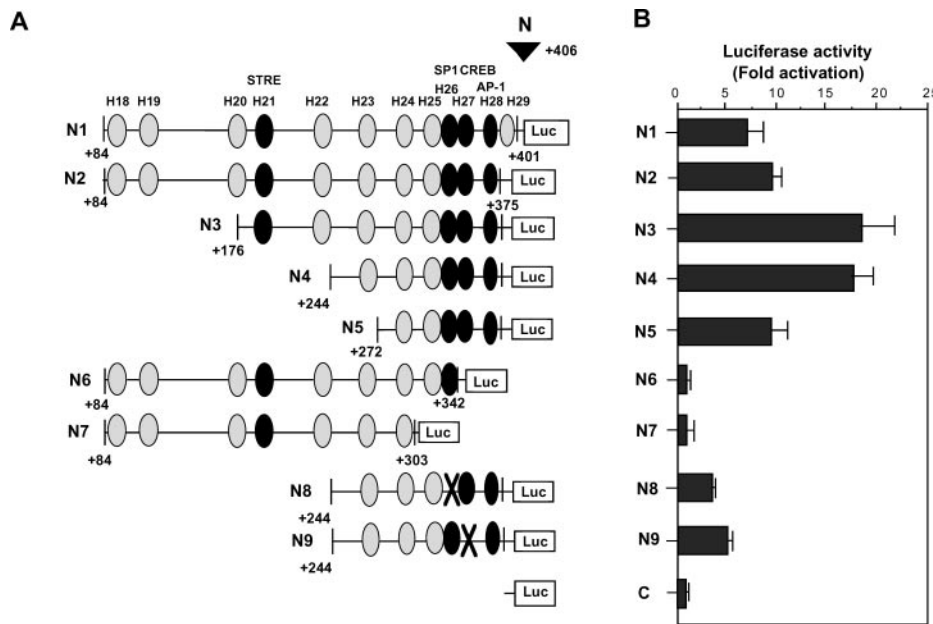 A
N
+406
STRE
SP1 CREB
H26
AP-1
H18 H19 H20 H21 H22 H23 H24 H25 H27 H28 H29
N1
Luc
+84
+401
N2
Luc
+84
+375
N3
Luc
+176
N4
Luc
+244
N5
Luc
+272
N6
Luc
+84
+342
N7
Luc
+84
+303
N8
Luc
+244
N9
Luc
+244
Luc
B
Luciferase activity
(Fold activation)
0 5 10 15 20 25
N1
N2
N3
N4
N5
N6
N7
N8
N9
C